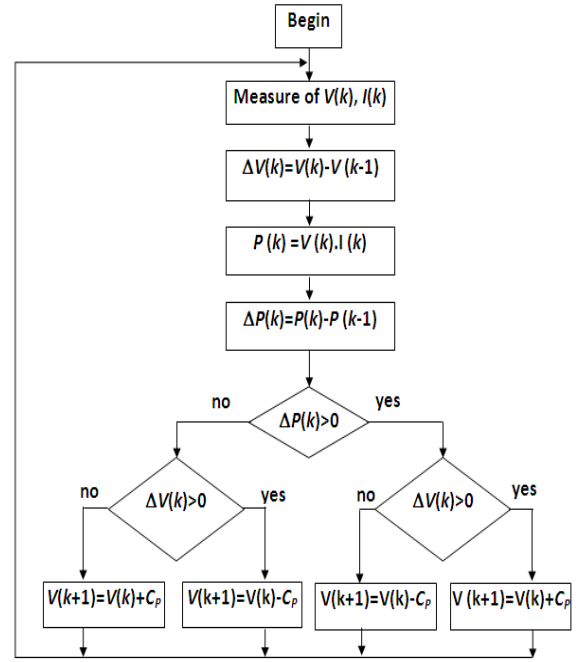 Begin
Measure of V(k), I(k)
ΔV(k)=V(k)-V (k-1)
P (k) =V (k).I (k)
ΔP(k)=P(k)-P (k-1)
no
yes
ΔP(k)>0
no
ΔV(k)>0
yes
no
ΔV(k)>0
yes
V(k+1)=V(k)+Cₚ
V(k+1)=V(k)-Cₚ
V(k+1)=V(k)-Cₚ
V (k+1)=V(k)+Cₚ